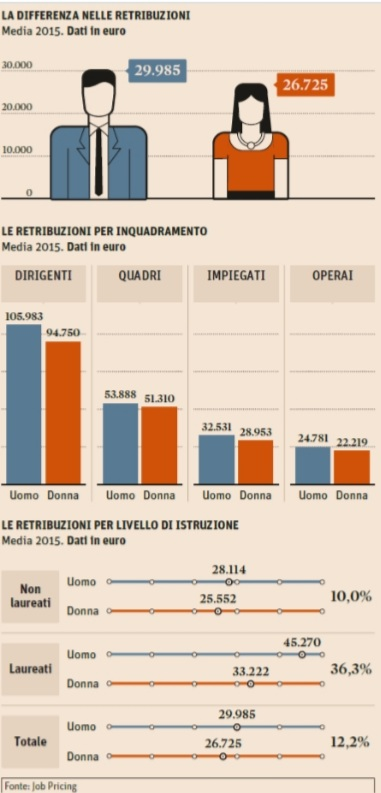 LA DIFFERENZA NELLE RETRIBUZIONI
Media 2015. Dati in euro
30.000
29.985
26.725
20.000
10.000
0
LE RETRIBUZIONI PER INQUADRAMENTO
Media 2015. Dati in euro
DIRIGENTI QUADRI IMPIEGATI OPERAI
105.983
94.750
53.888 51.310
32.531 28.953
24.781 22.219
Uomo Donna Uomo Donna Uomo Donna Uomo Donna
LE RETRIBUZIONI PER LIVELLO DI ISTRUZIONE
Media 2015. Dati in euro
Non
laureati
Uomo 28.114
Donna 25.552
10,0%
Laureati
Uomo 45.270
Donna 33.222
36,3%
Totale
Uomo 29.985
Donna 26.725
12,2%
Fonte: Job Pricing